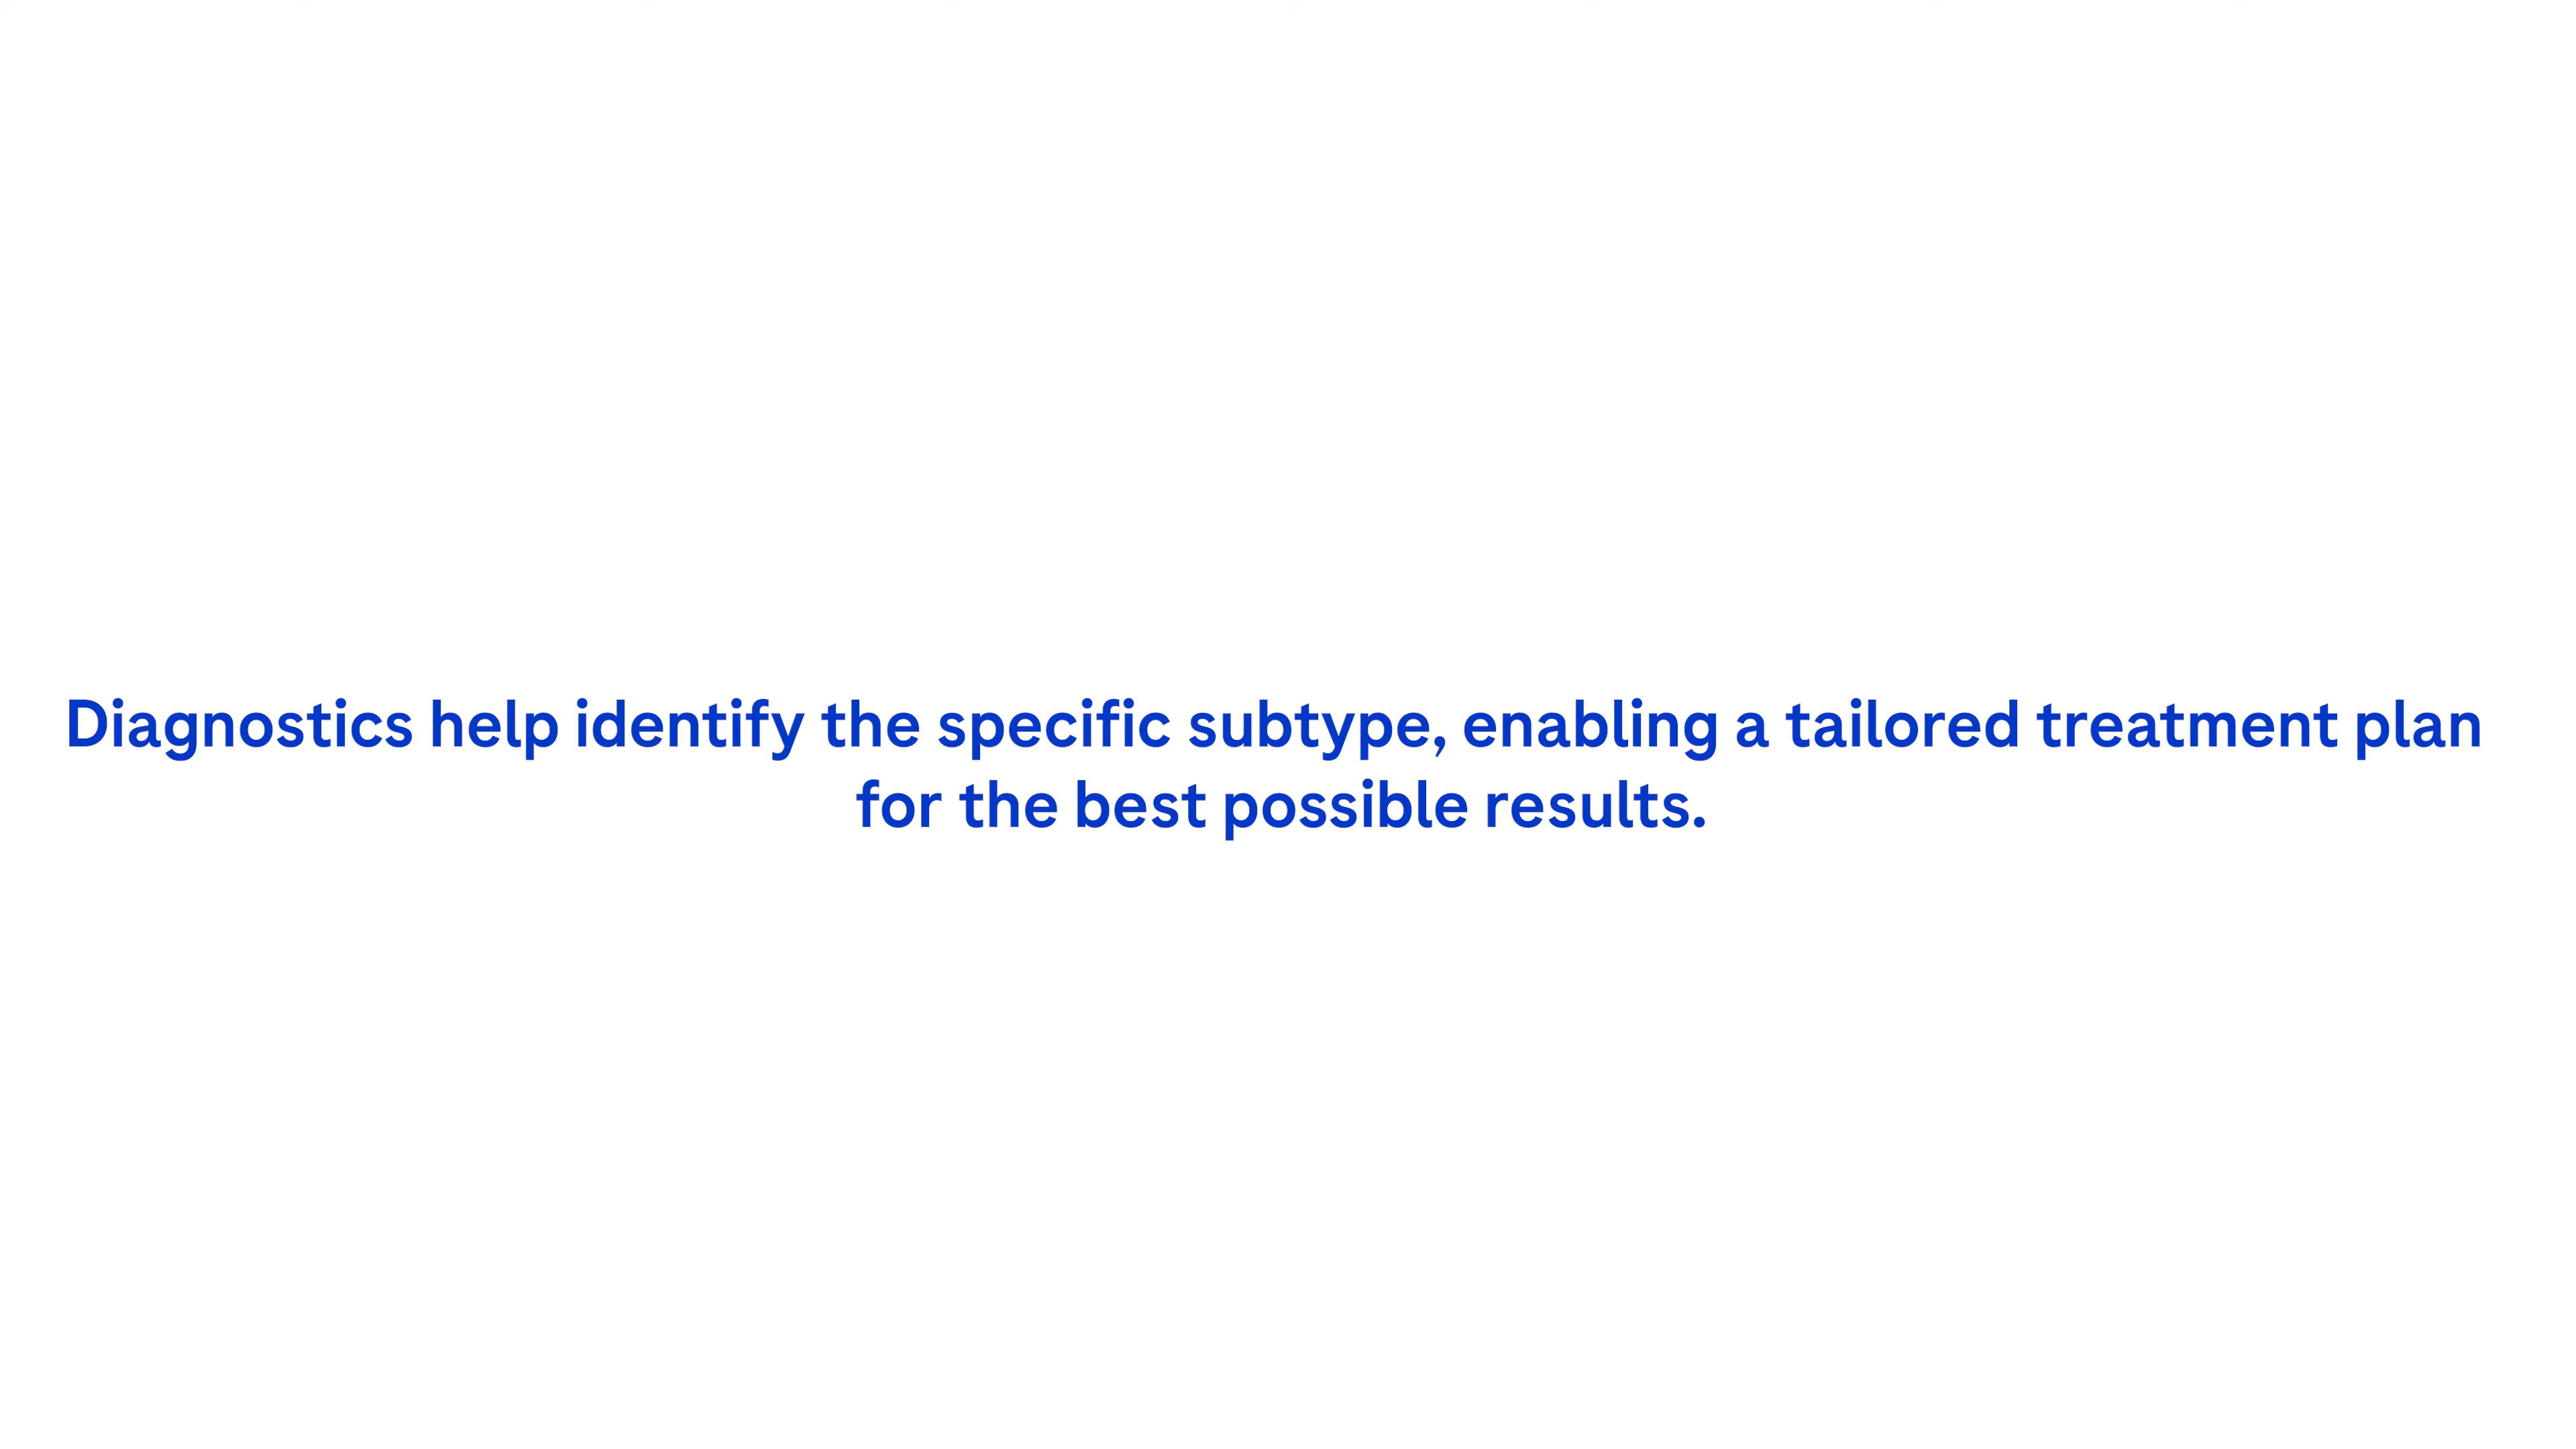 Diagnostics help identify the specific subtype, enabling a tailored treatment plan
for the best possible results.